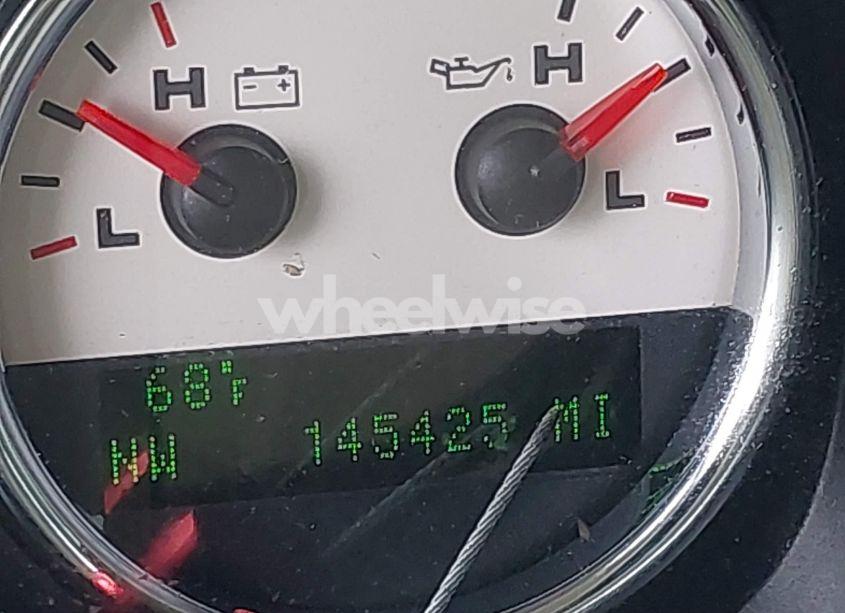 H H
L L
wheelwise
68°F
NW 145425 MI